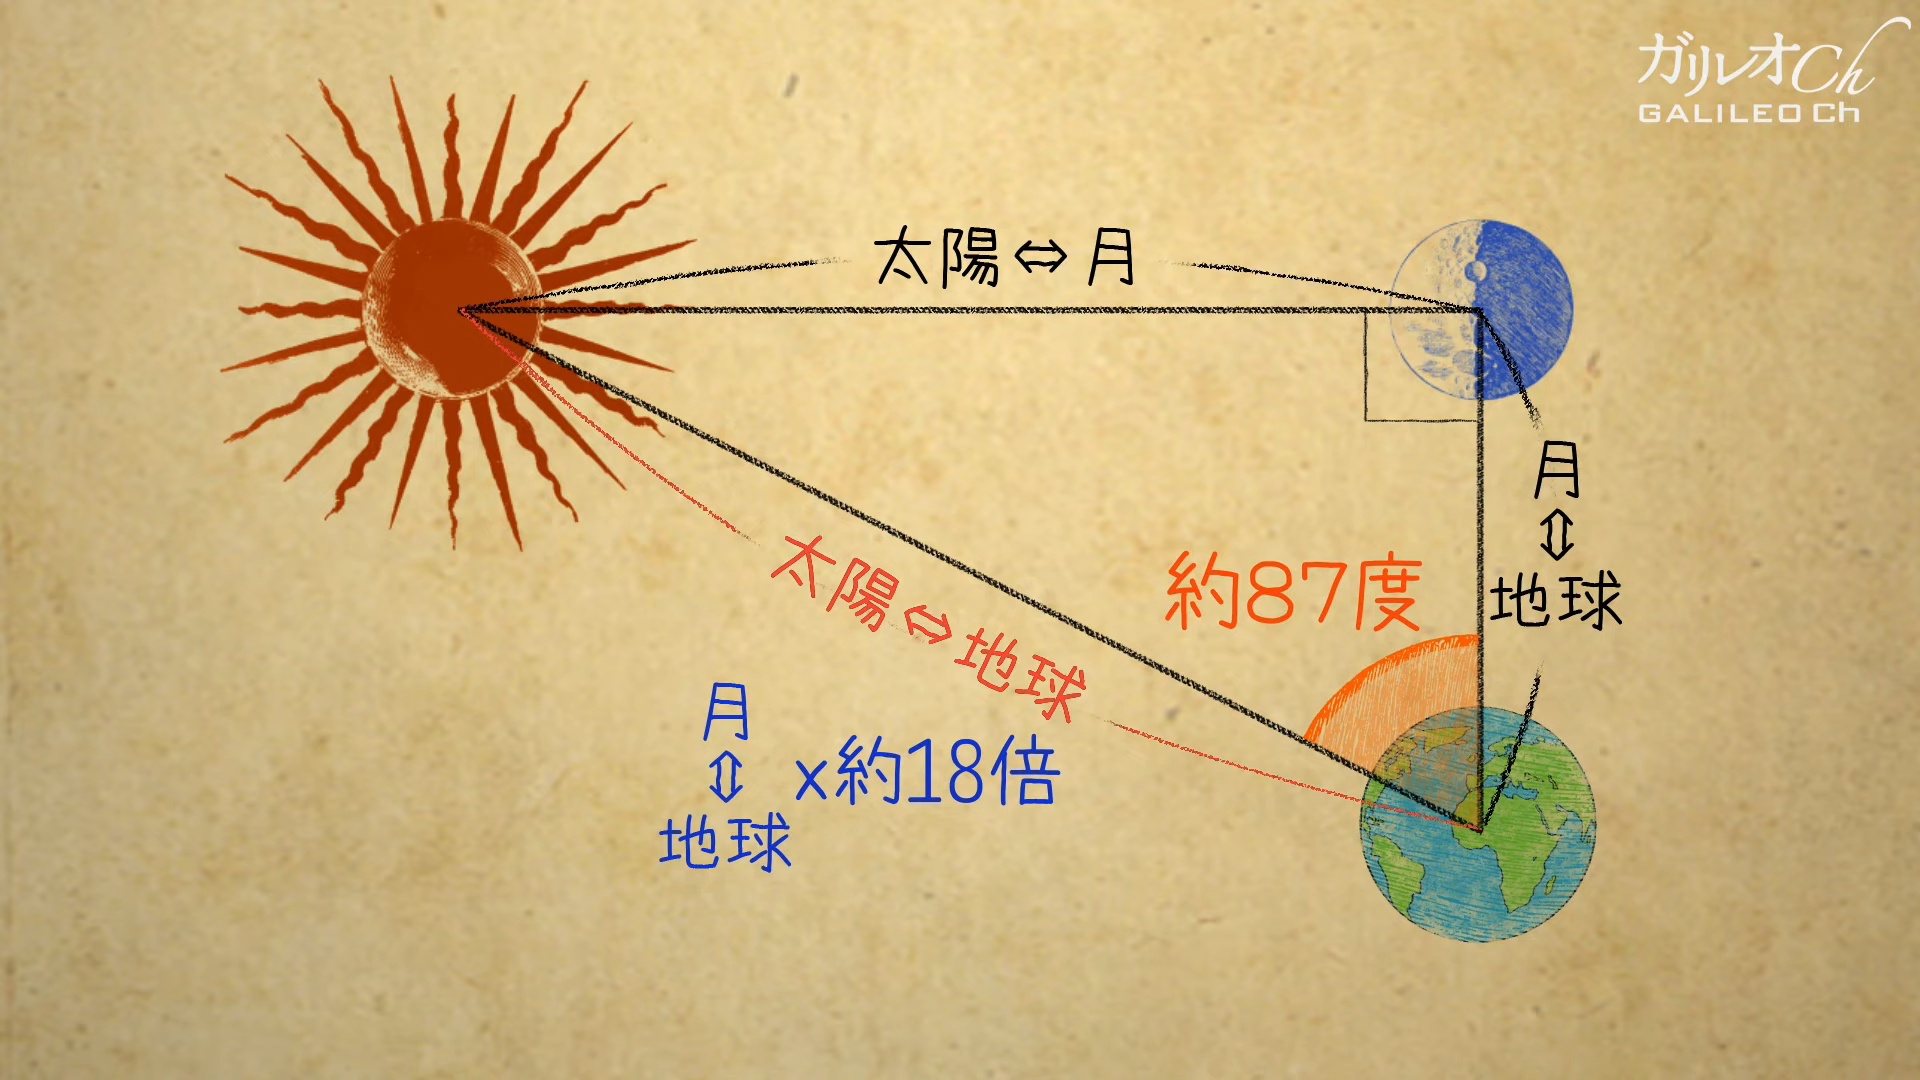 ガリレオCh
GALILEO Ch
太陽⇔月
月
⇕
地球
約87度
太陽⇔地球
月
⇕
地球
x約18倍